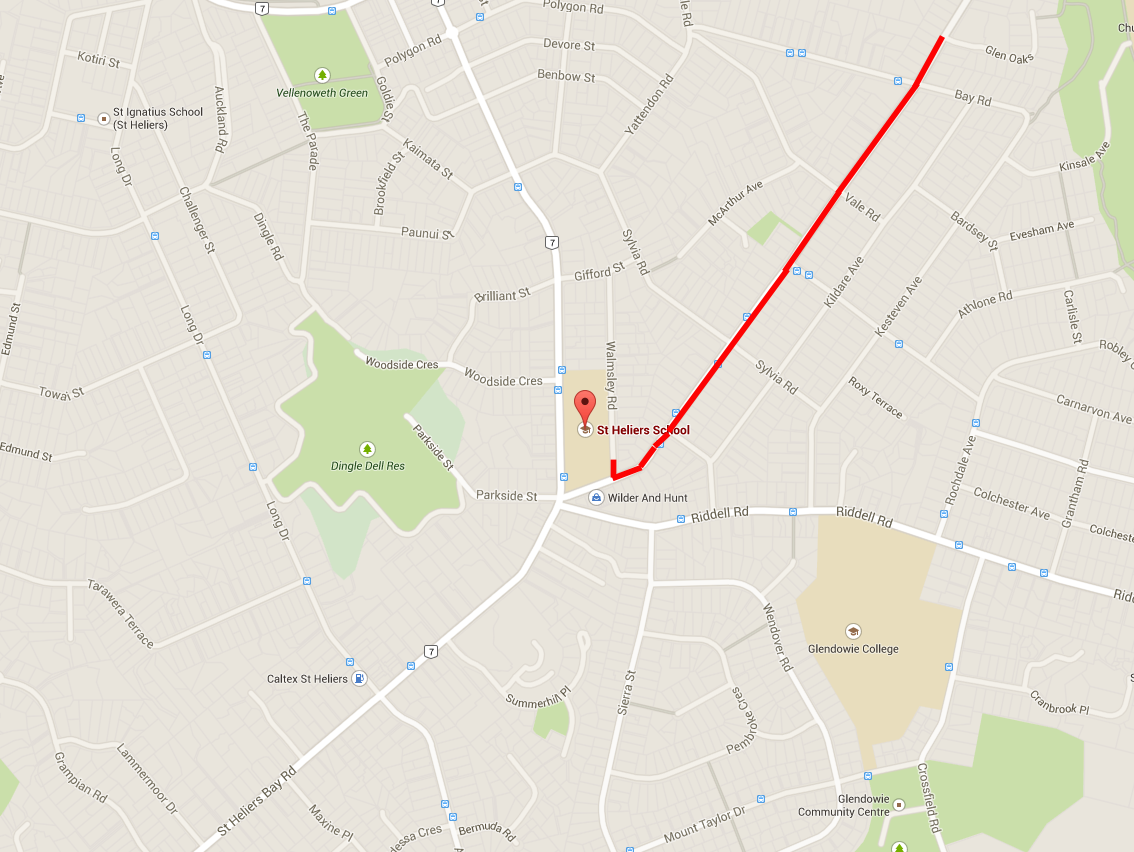 7
7
Polygon Rd
Kotiri St
Polygon Rd
Devore St
Glen Oaks
Benbow St
Goldie St
Vellenoweth Green
Bay Rd
Auckland Rd
St Ignatius School
(St Heliers)
The Parade
Yattendon Rd
Long Dr
Kaimata St
Kinsale Ave
Brookfield St
McArthur Ave
Challenger St
Vale Rd
Dingle Rd
Paunui St
Bardsey St
Evesham Ave
7
Sylvia Rd
Gifford St
Kildare Ave
Brilliant St
Kesteven Ave
Athlone Rd
Carlisle St
Edmund St
Long Dr
Robley
Woodside Cres
Walmsley Rd
Woodside Cres
Sylvia Rd
Towai St
Roxy Terrace
Carnarvon Ave
St Heliers School
Edmund St
Parkside St
Dingle Dell Res
Rochdale Ave
Grantham Rd
Parkside St
Wilder And Hunt
Colchester Ave
Long Dr
Riddell Rd
Riddell Rd
Colcheste
Tarawera Terrace
Ridd
Wendover Rd
7
Glendowie College
Caltex St Heliers
Sierra St
Summerhill Pl
Cranbrook Pl
Pembroke Cres
Grampian Rd
Lammermoor Dr
St Heliers Bay Rd
Crossfield Rd
Glendowie
Community Centre
Maxine Pl
Mount Taylor Dr
dessa Cres
Bermuda Rd